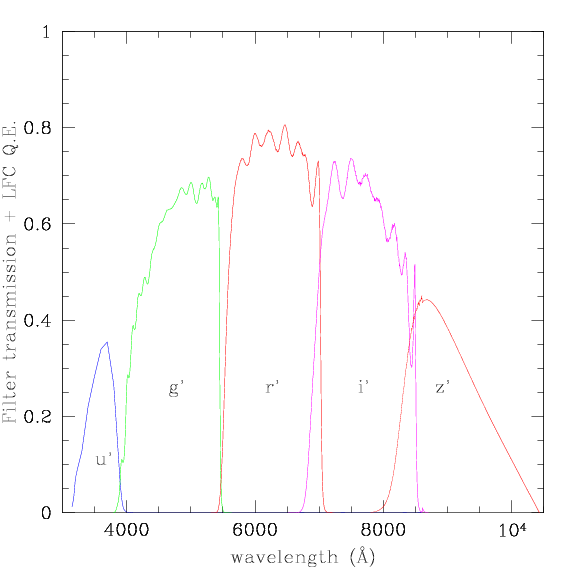 1
0.8
0.6
0.4
0.2
0
Filter transmission + LFC Q.E.
u'
g'
r'
i'
z'
4000
6000
8000
10⁴
wavelength (Å)